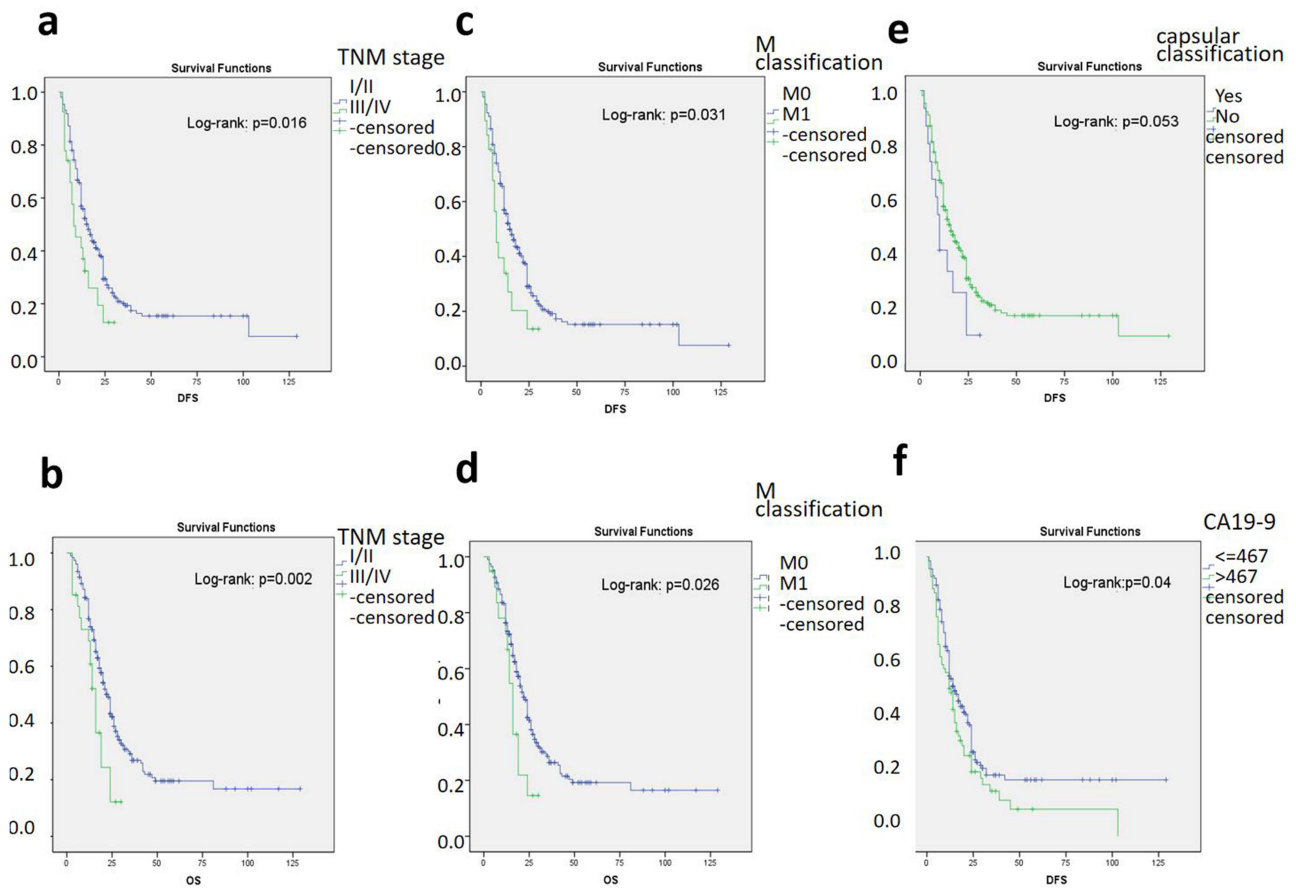 a
TNM stage
Survival Functions
I/II
III/IV
-censored
-censored
Log-rank: p=0.016
1.0
0.8
0.6
0.4
0.2
0.0
0 25 50 75 100 125
DFS
c
M
classification
Survival Functions
M0
M1
-censored
-censored
Log-rank: p=0.031
1.0
0.8
0.6
0.4
0.2
0.0
0 25 50 75 100 125
DFS
e
capsular
classification
Survival Functions
Yes
No
censored
censored
Log-rank: p=0.053
1.0
0.8
0.6
0.4
0.2
0.0
0 25 50 75 100 125
DFS
b
TNM stage
Survival Functions
I/II
III/IV
-censored
-censored
Log-rank: p=0.002
1.0
0.8
0.6
0.4
0.2
0.0
0 25 50 75 100 125
OS
d
M
classification
Survival Functions
M0
M1
-censored
-censored
Log-rank: p=0.026
1.0
0.8
0.6
0.4
0.2
0.0
0 25 50 75 100 125
OS
f
CA19-9
Survival Functions
<=467
>467
censored
censored
Log-rank:p=0.04
1.0
0.8
0.6
0.4
0.2
0.0
0 25 50 75 100 125
DFS